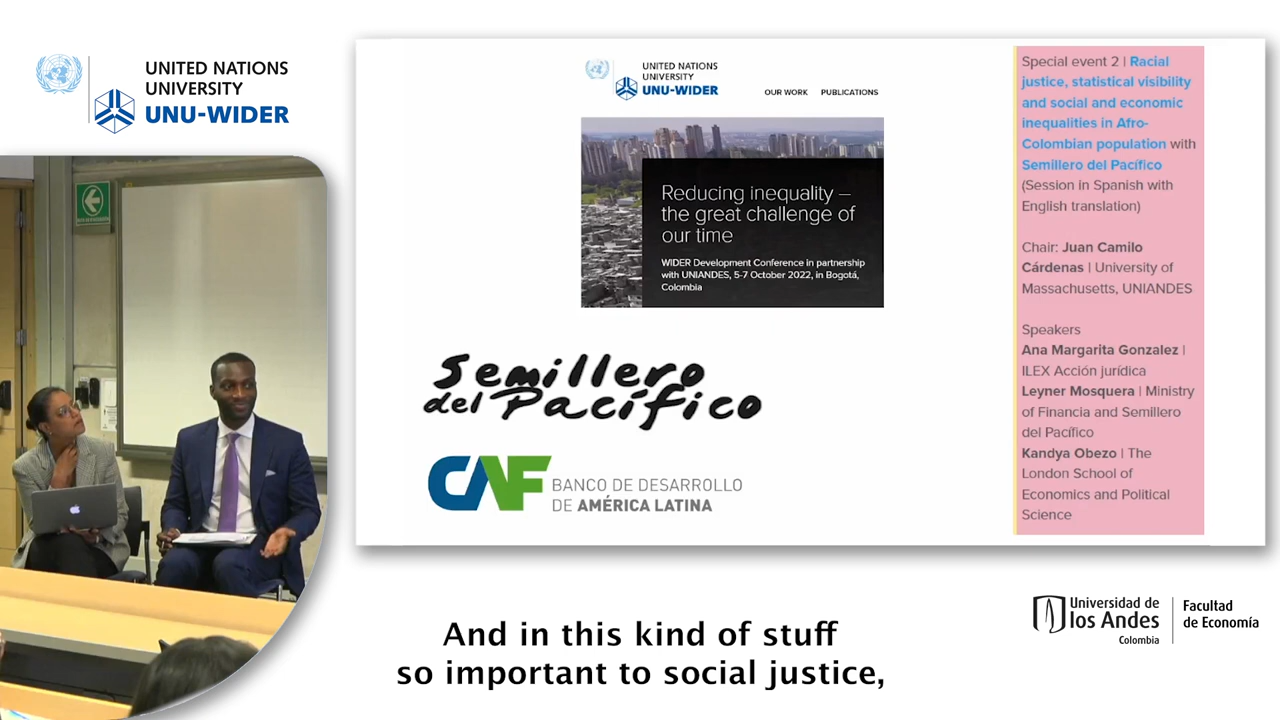 UNITED NATIONS
UNIVERSITY
UNU-WIDER
UNITED NATIONS
UNIVERSITY
UNU-WIDER
OUR WORK PUBLICATIONS
Reducing inequality –
the great challenge of
our time
WIDER Development Conference in partnership
with UNIANDES, 5-7 October 2022, in Bogotá,
Colombia
Semillero
del Pacífico
CAF BANCO DE DESARROLLO
DE AMÉRICA LATINA
Special event 2 | Racial
justice, statistical visibility
and social and economic
inequalities in Afro-
Colombian population with
Semillero del Pacífico
(Session in Spanish with
English translation)
Chair: Juan Camilo
Cárdenas | University of
Massachusetts, UNIANDES
Speakers
Ana Margarita Gonzalez |
ILEX Acción jurídica
Leyner Mosquera | Ministry
of Financia and Semillero
del Pacífico
Kandya Obezo | The
London School of
Economics and Political
Science
And in this kind of stuff
so important to social justice,
Universidad de
los Andes
Colombia
Facultad
de Economía